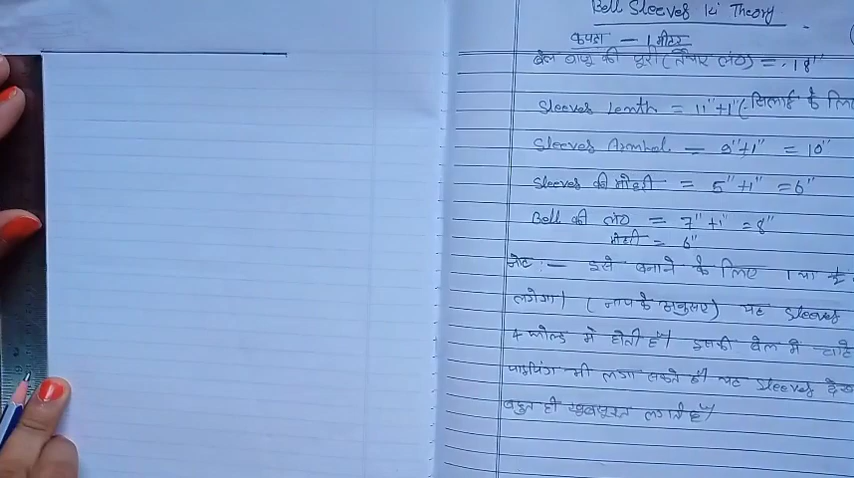 Bell Sleeves ki Theory
कपड़ा - 1 मीटर
बेल बाजू की पूरी (तैयार लंo) = 18"
Sleeves Lenth = 11"+1" (सिलाई के लिए
Sleeves Armhol = 9"+1" = 10"
Sleeves की मोहरी = 5"+1" = 6"
Bell की लंo = 7"+1" = 8"
मोहरी = 6"
नोट :- इसे बनाने के लिए 1 या
लगेगा। (नाप के अनुसार) यह Sleeves
4 फोल्ड में होती हैं। इसकी बेल में चाहे
पाइपिंग भी लगा सकते हैं। यह Sleeves देख
बहुत ही खूबसूरत लगती हैं।